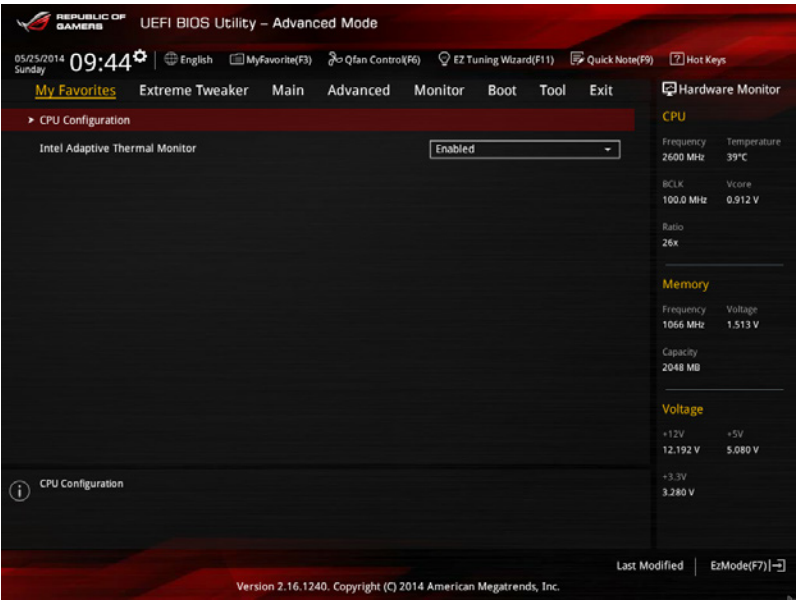 REPUBLIC OF
GAMERS
UEFI BIOS Utility – Advanced Mode
05/25/2014
Sunday
09:44
English
MyFavorite(F3)
Qfan Control(F6)
EZ Tuning Wizard(F11)
Quick Note(F9)
? Hot Keys
My Favorites
Extreme Tweaker
Main
Advanced
Monitor
Boot
Tool
Exit
Hardware Monitor
> CPU Configuration
Intel Adaptive Thermal Monitor
Enabled
CPU
Frequency Temperature
2600 MHz 39°C
BCLK Vcore
100.0 MHz 0.912 V
Ratio
26x
Memory
Frequency Voltage
1066 MHz 1.513 V
Capacity
2048 MB
Voltage
+12V +5V
12.192 V 5.080 V
+3.3V
3.280 V
i CPU Configuration
Last Modified
EzMode(F7)
Version 2.16.1240. Copyright (C) 2014 American Megatrends, Inc.